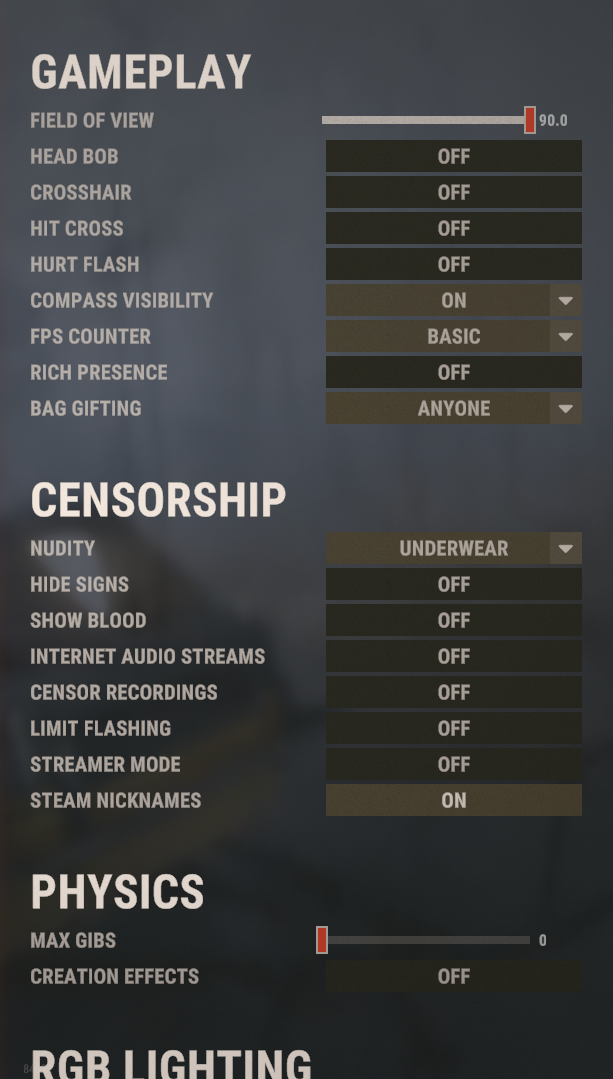 GAMEPLAY
FIELD OF VIEW 90.0
HEAD BOB OFF
CROSSHAIR OFF
HIT CROSS OFF
HURT FLASH OFF
COMPASS VISIBILITY ON
FPS COUNTER BASIC
RICH PRESENCE OFF
BAG GIFTING ANYONE
CENSORSHIP
NUDITY UNDERWEAR
HIDE SIGNS OFF
SHOW BLOOD OFF
INTERNET AUDIO STREAMS OFF
CENSOR RECORDINGS OFF
LIMIT FLASHING OFF
STREAMER MODE OFF
STEAM NICKNAMES ON
PHYSICS
MAX GIBS 0
CREATION EFFECTS OFF
RGB LIGHTING